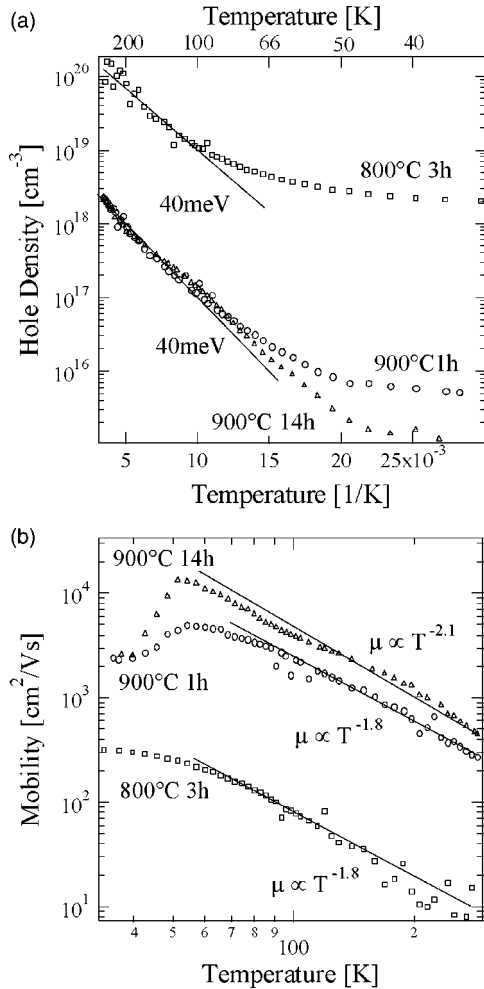 (a)
Temperature [K]
200 100 66 50 40
10^20
10^19
10^18
10^17
10^16
Hole Density [cm^-3]
800°C 3h
40meV
40meV
900°C1h
900°C 14h
5 10 15 20 25×10^-3
Temperature [1/K]
(b)
900°C 14h
10^4
μ ∝ T^-2.1
900°C 1h
10^3
Mobility [cm^2/Vs]
μ ∝ T^-1.8
800°C 3h
10^2
μ ∝ T^-1.8
10^1
4 5 6 7 8 9 100 2
Temperature [K]